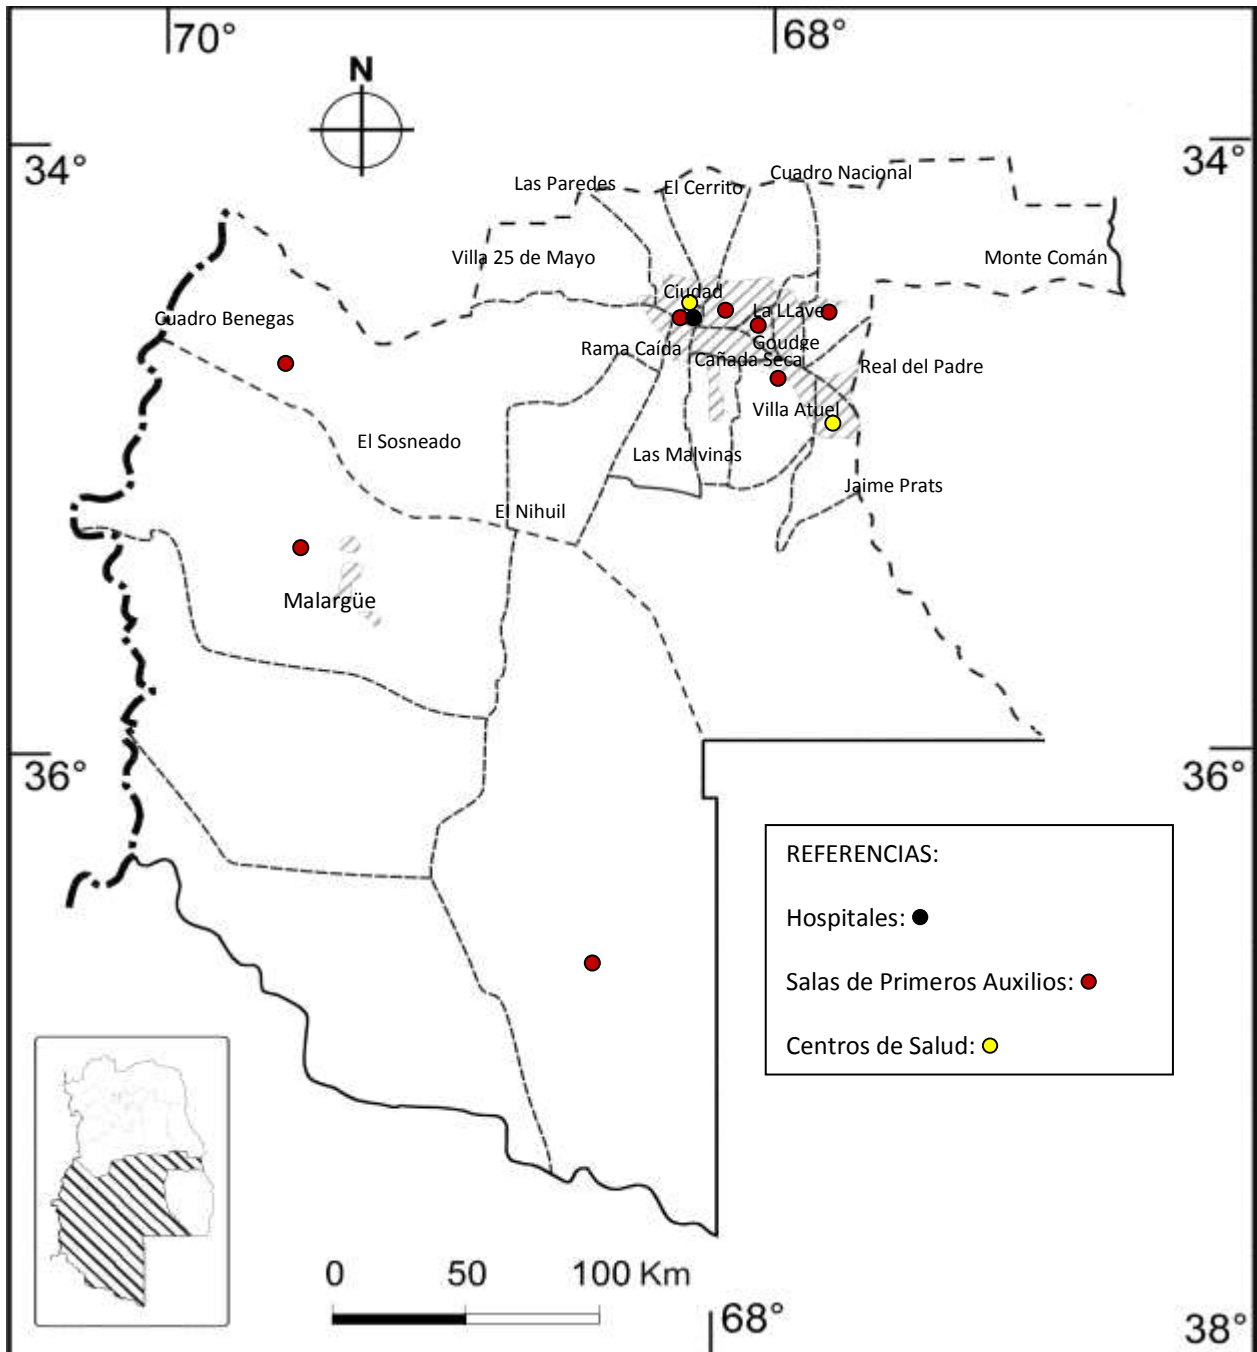 70°
68°
N
34°
34°
Las Paredes
El Cerrito
Cuadro Nacional
Villa 25 de Mayo
Monte Comán
Ciudad
Cuadro Benegas
La LLave
Goudge
Rama Caída
Cañada Seca
Real del Padre
Villa Atuel
El Sosneado
Las Malvinas
Jaime Prats
El Nihuil
Malargüe
36°
36°
REFERENCIAS:
Hospitales:
Salas de Primeros Auxilios:
Centros de Salud:
0 50 100 Km
68°
38°